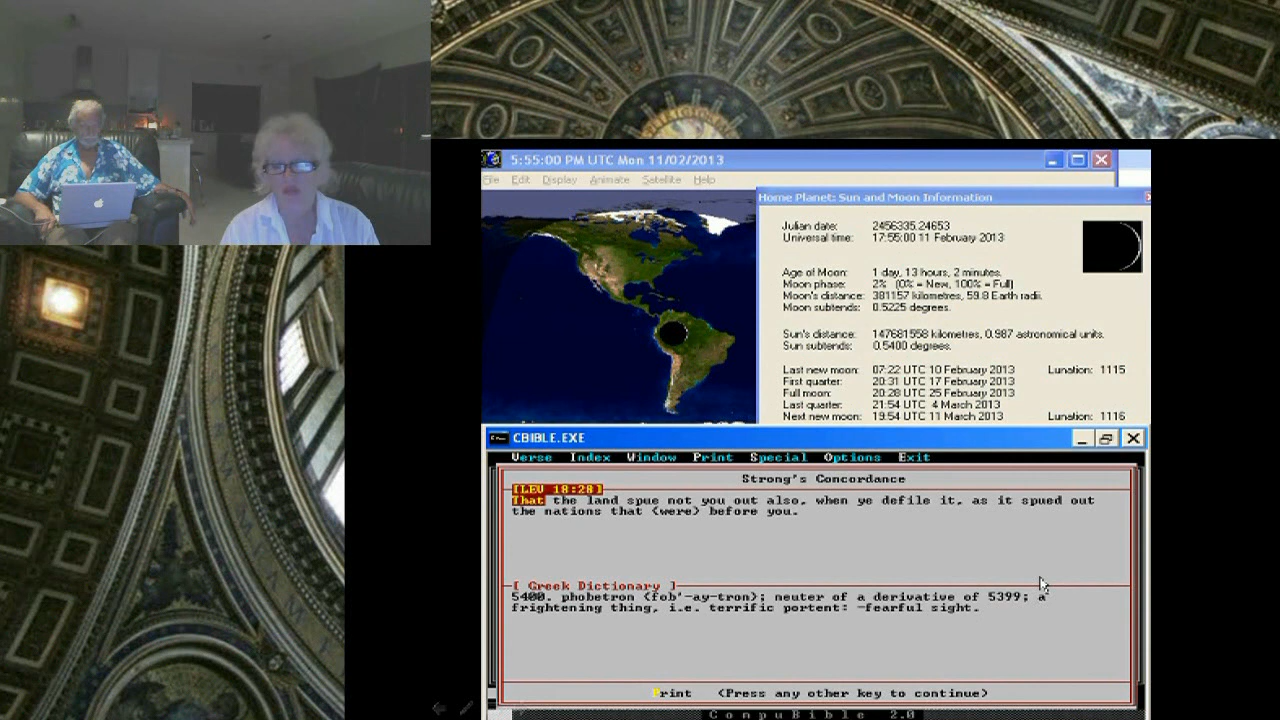 5:55:00 PM UTC Mon 11/02/2013
File Edit Display Animate Satellite Help
Home Planet: Sun and Moon Information
Julian date: 2456335.24653
Universal time: 17:55:00 11 February 2013
Age of Moon: 1 day, 13 hours, 2 minutes.
Moon phase: 2% (0% = New, 100% = Full)
Moon's distance: 381157 kilometres, 59.8 Earth radii.
Moon subtends: 0.5225 degrees.
Sun's distance: 147681558 kilometres, 0.987 astronomical units.
Sun subtends: 0.5400 degrees.
Last new moon: 07:22 UTC 10 February 2013 Lunation: 1115
First quarter: 20:31 UTC 17 February 2013
Full moon: 20:28 UTC 25 February 2013
Last quarter: 21:54 UTC 4 March 2013
Next new moon: 19:54 UTC 11 March 2013 Lunation: 1116
CBIBLE.EXE
Verse Index Window Print Special Options Exit
Strong's Concordance
[LEV 18:28]
That the land spue not you out also, when ye defile it, as it spued out
the nations that (were) before you.
[ Greek Dictionary ]
5400. phobetron (fob'-ay-tron); neuter of a derivative of 5399; a
frightening thing, i.e. terrific portent: -fearful sight.
Print (Press any other key to continue)
CompuBible 2.0